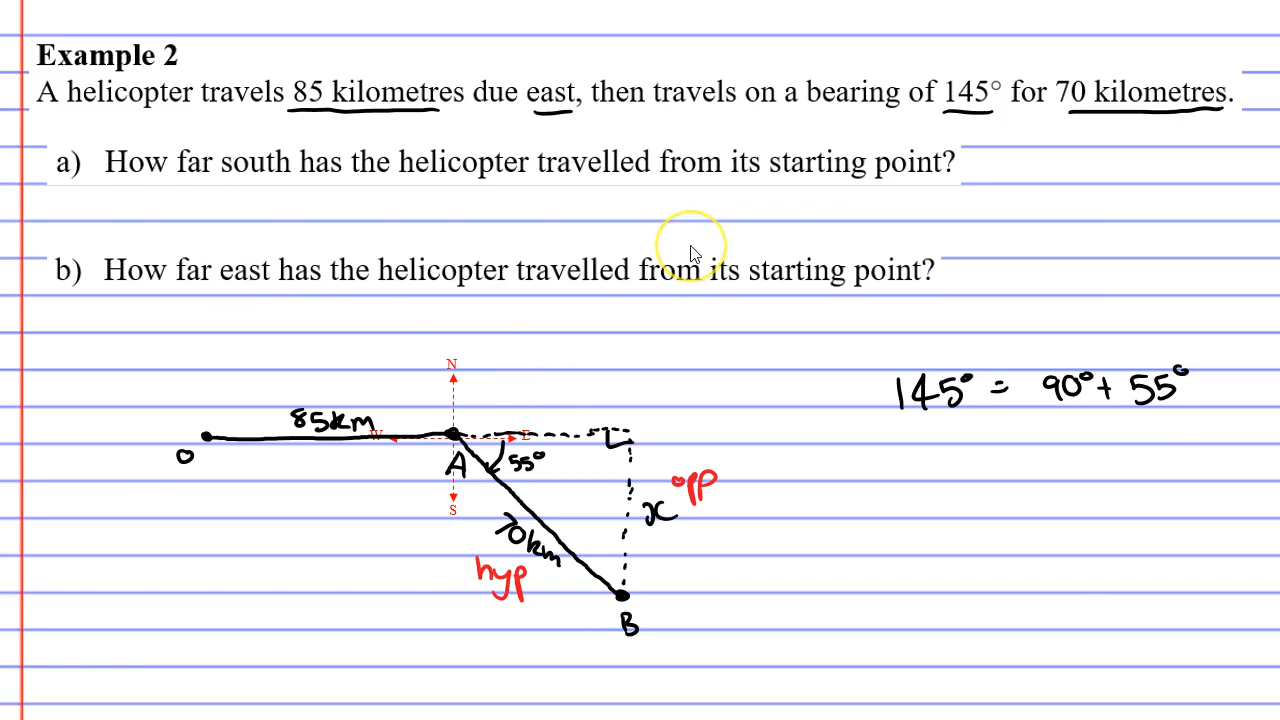 Example 2
A helicopter travels 85 kilometres due east, then travels on a bearing of 145° for 70 kilometres.
a) How far south has the helicopter travelled from its starting point?
b) How far east has the helicopter travelled from its starting point?
N
145° = 90° + 55°
85km
W
E
O
A
55°
opp
S
x
70km
hyp
B